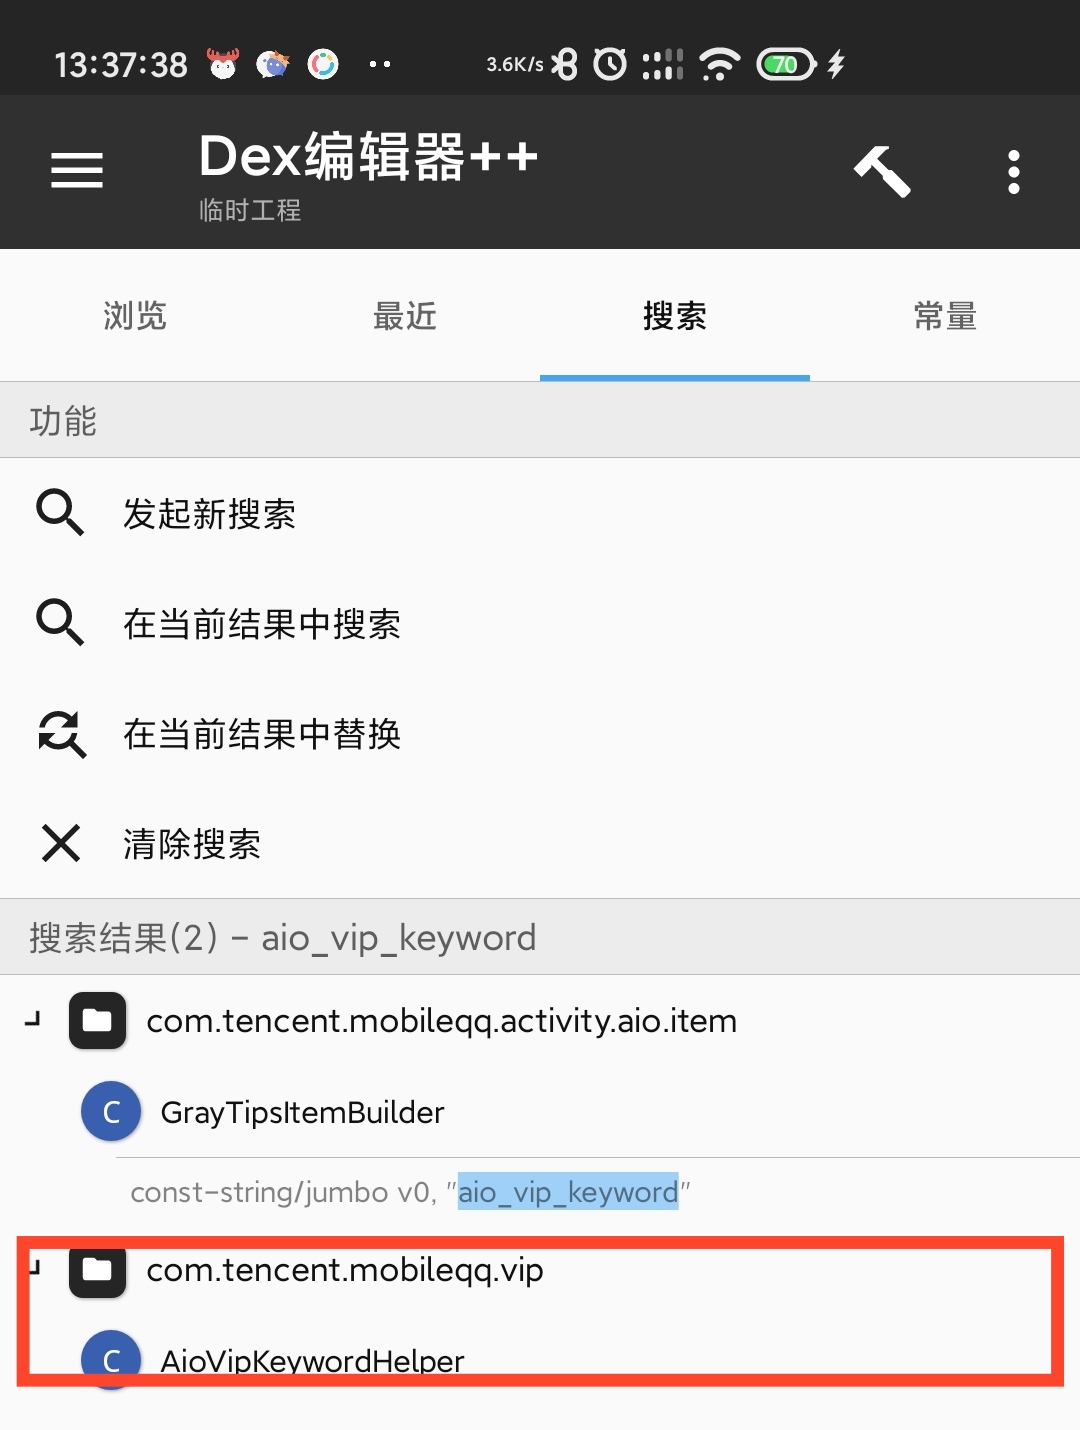 13:37:38
3.6K/s
70
Dex编辑器++
临时工程
浏览
最近
搜索
常量
功能
发起新搜索
在当前结果中搜索
在当前结果中替换
清除搜索
搜索结果(2) - aio_vip_keyword
com.tencent.mobileqq.activity.aio.item
C GrayTipsItemBuilder
const-string/jumbo v0, "aio_vip_keyword"
com.tencent.mobileqq.vip
C AioVipKeywordHelper